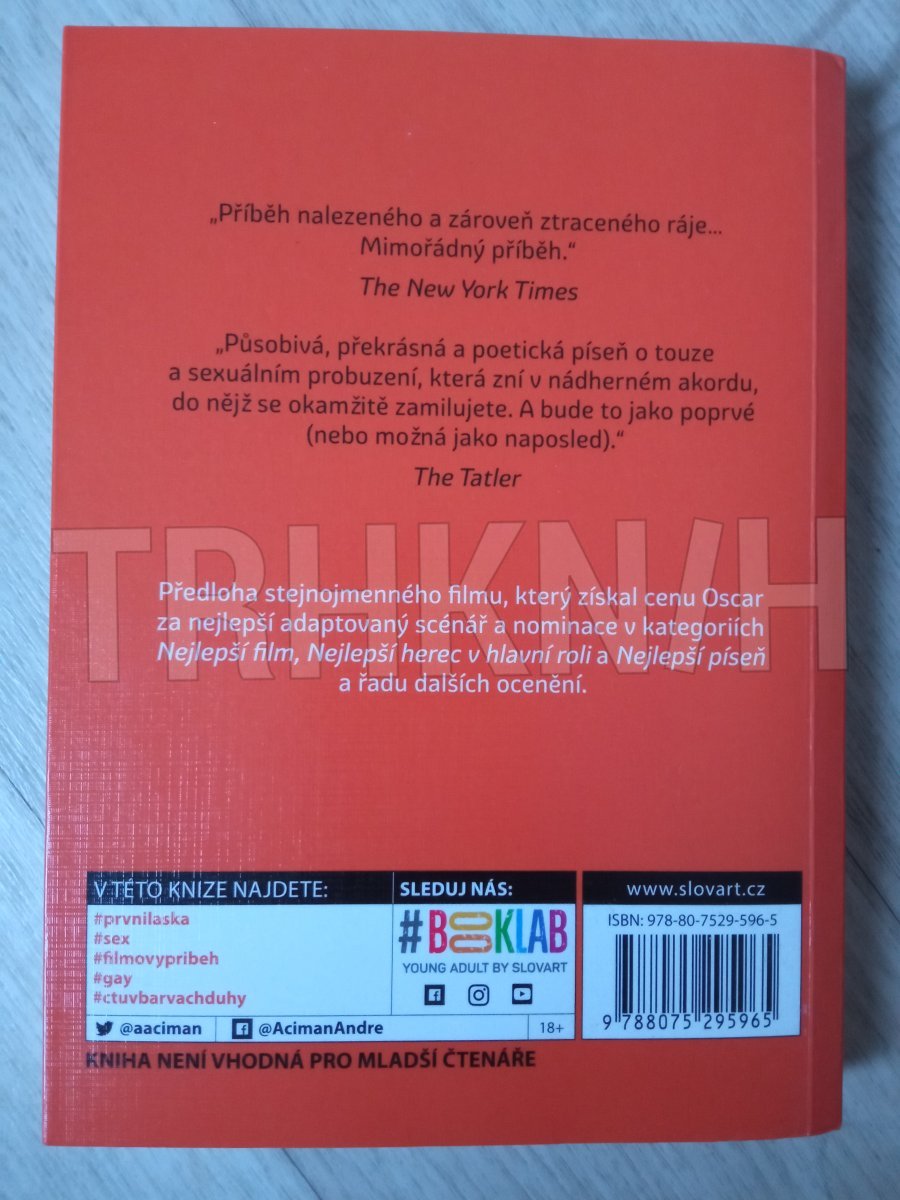 „Příběh nalezeného a zároveň ztraceného ráje...
Mimořádný příběh.“
The New York Times
„Působivá, překrásná a poetická píseň o touze
a sexuálním probuzení, která zní v nádherném akordu,
do nějž se okamžitě zamilujete. A bude to jako poprvé
(nebo možná jako naposled).“
The Tatler
TRHKNIH
Předloha stejnojmenného filmu, který získal cenu Oscar
za nejlepší adaptovaný scénář a nominace v kategoriích
Nejlepší film, Nejlepší herec v hlavní roli a Nejlepší píseň
a řadu dalších ocenění.
V TÉTO KNIZE NAJDETE:
#prvnilaska
#sex
#filmovypribeh
#gay
#ctuvbarvachduhy
@aaciman
@AcimanAndre
SLEDUJ NÁS:
#BOOKLAB
YOUNG ADULT BY SLOVART
18+
www.slovart.cz
ISBN: 978-80-7529-596-5
9 788075 295965
KNIHA NENÍ VHODNÁ PRO MLADŠÍ ČTENÁŘE